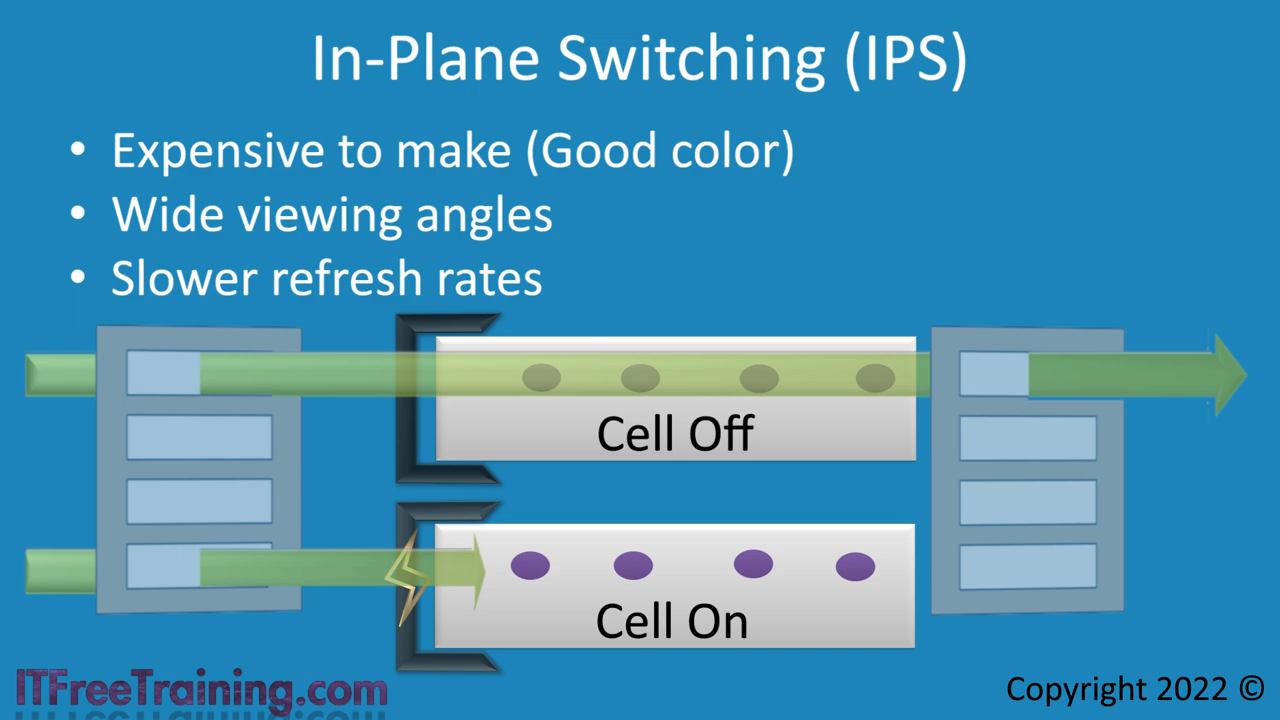 In-Plane Switching (IPS)
• Expensive to make (Good color)
• Wide viewing angles
• Slower refresh rates
Cell Off
Cell On
ITFreeTraining.com
Copyright 2022 ©